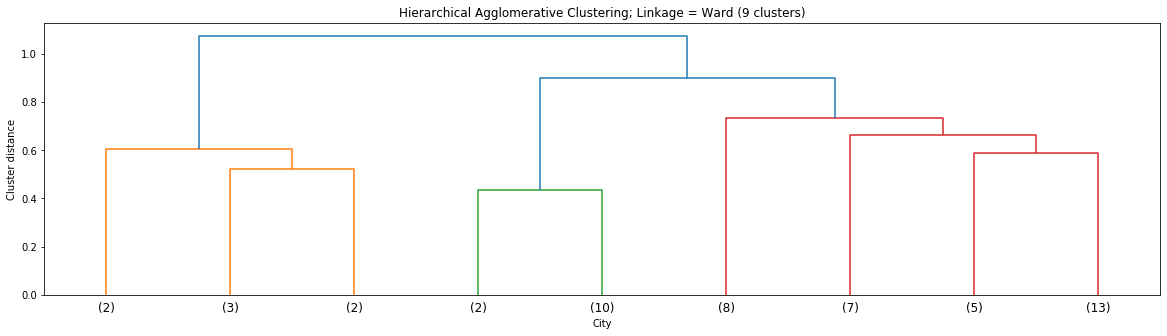 Hierarchical Agglomerative Clustering; Linkage = Ward (9 clusters)
1.0
0.8
0.6
0.4
0.2
0.0
Cluster distance
(2) (3) (2) (2) (10) (8) (7) (5) (13)
City